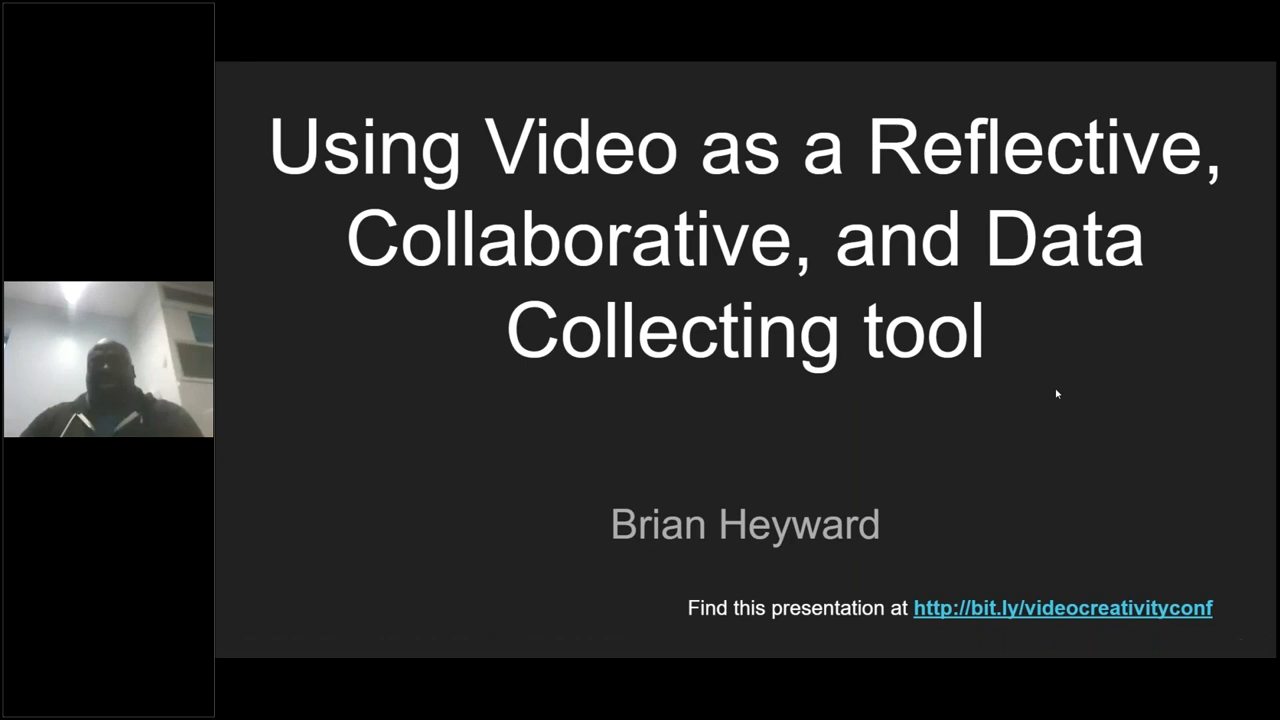 Using Video as a Reflective,
Collaborative, and Data
Collecting tool
Brian Heyward
Find this presentation at http://bit.ly/videocreativityconf